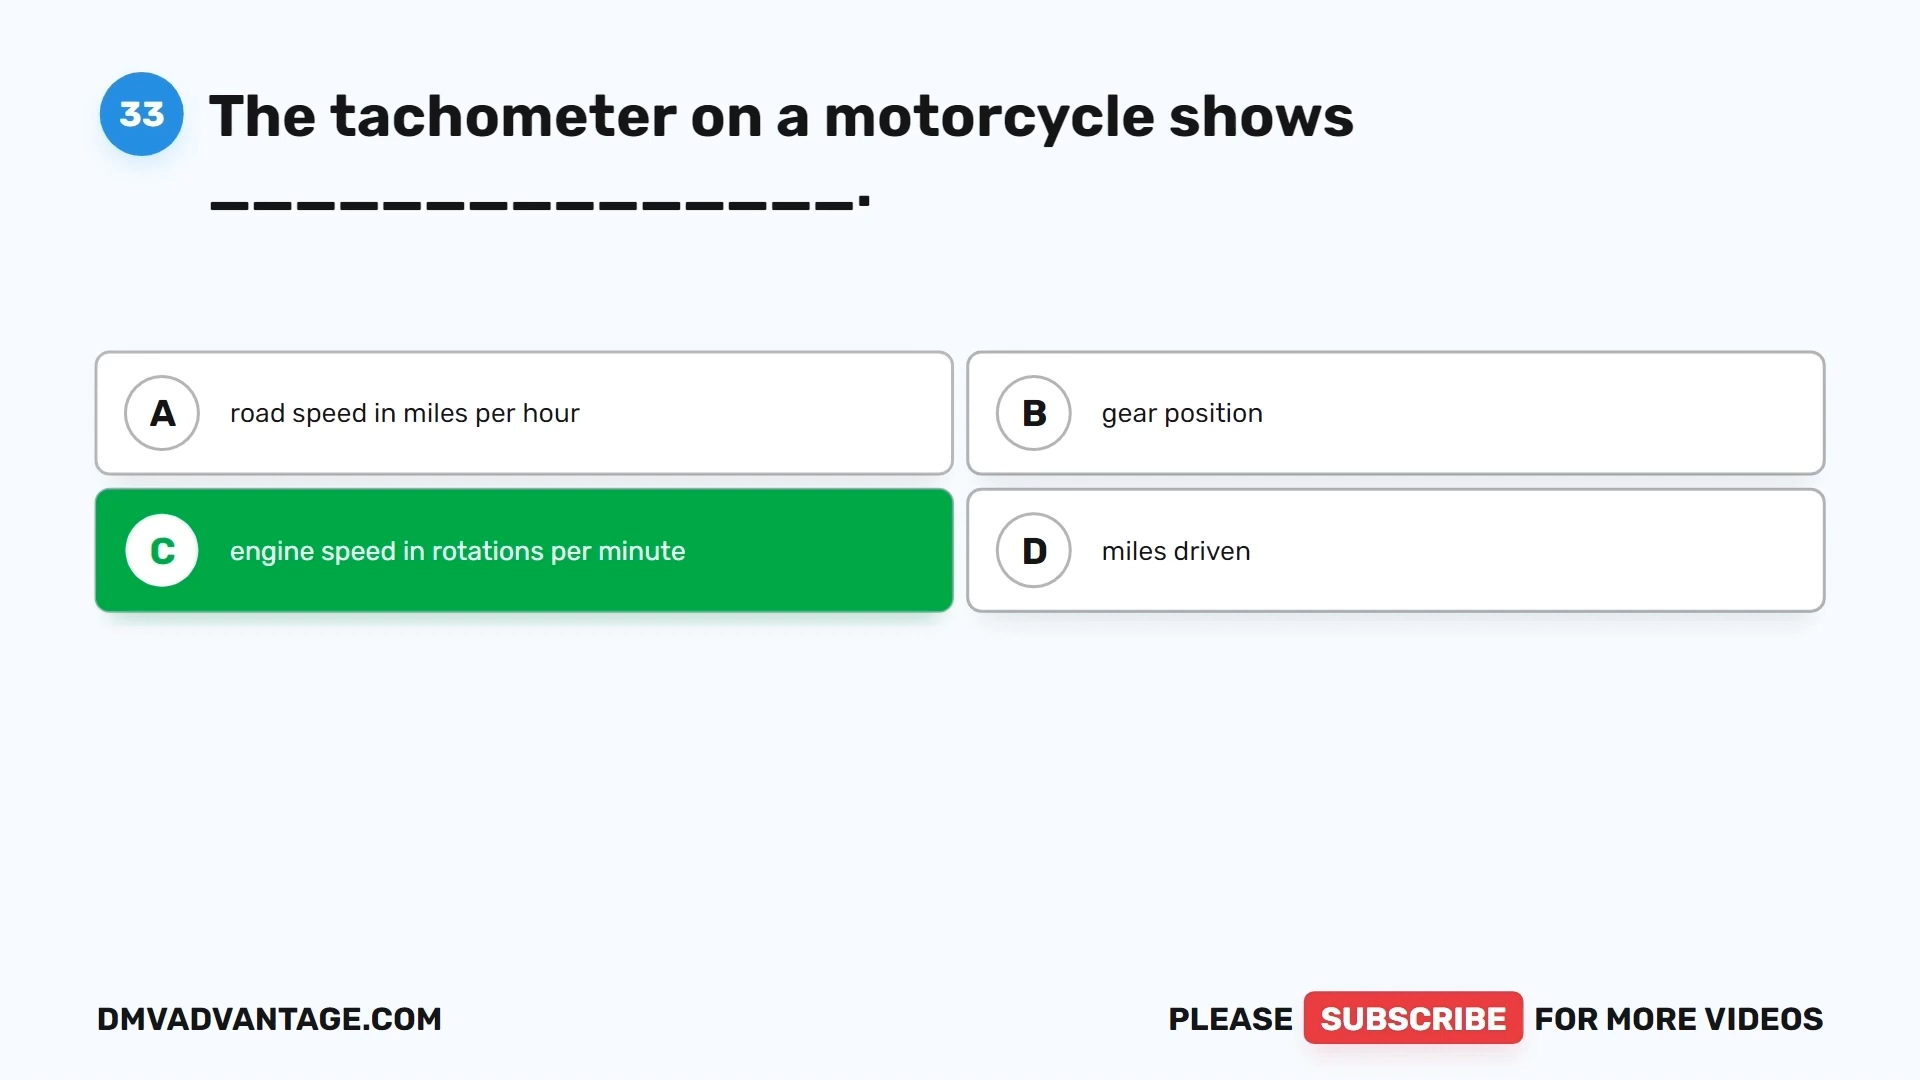 33 The tachometer on a motorcycle shows
_______________.
A road speed in miles per hour
B gear position
C engine speed in rotations per minute
D miles driven
DMVADVANTAGE.COM
PLEASE SUBSCRIBE FOR MORE VIDEOS